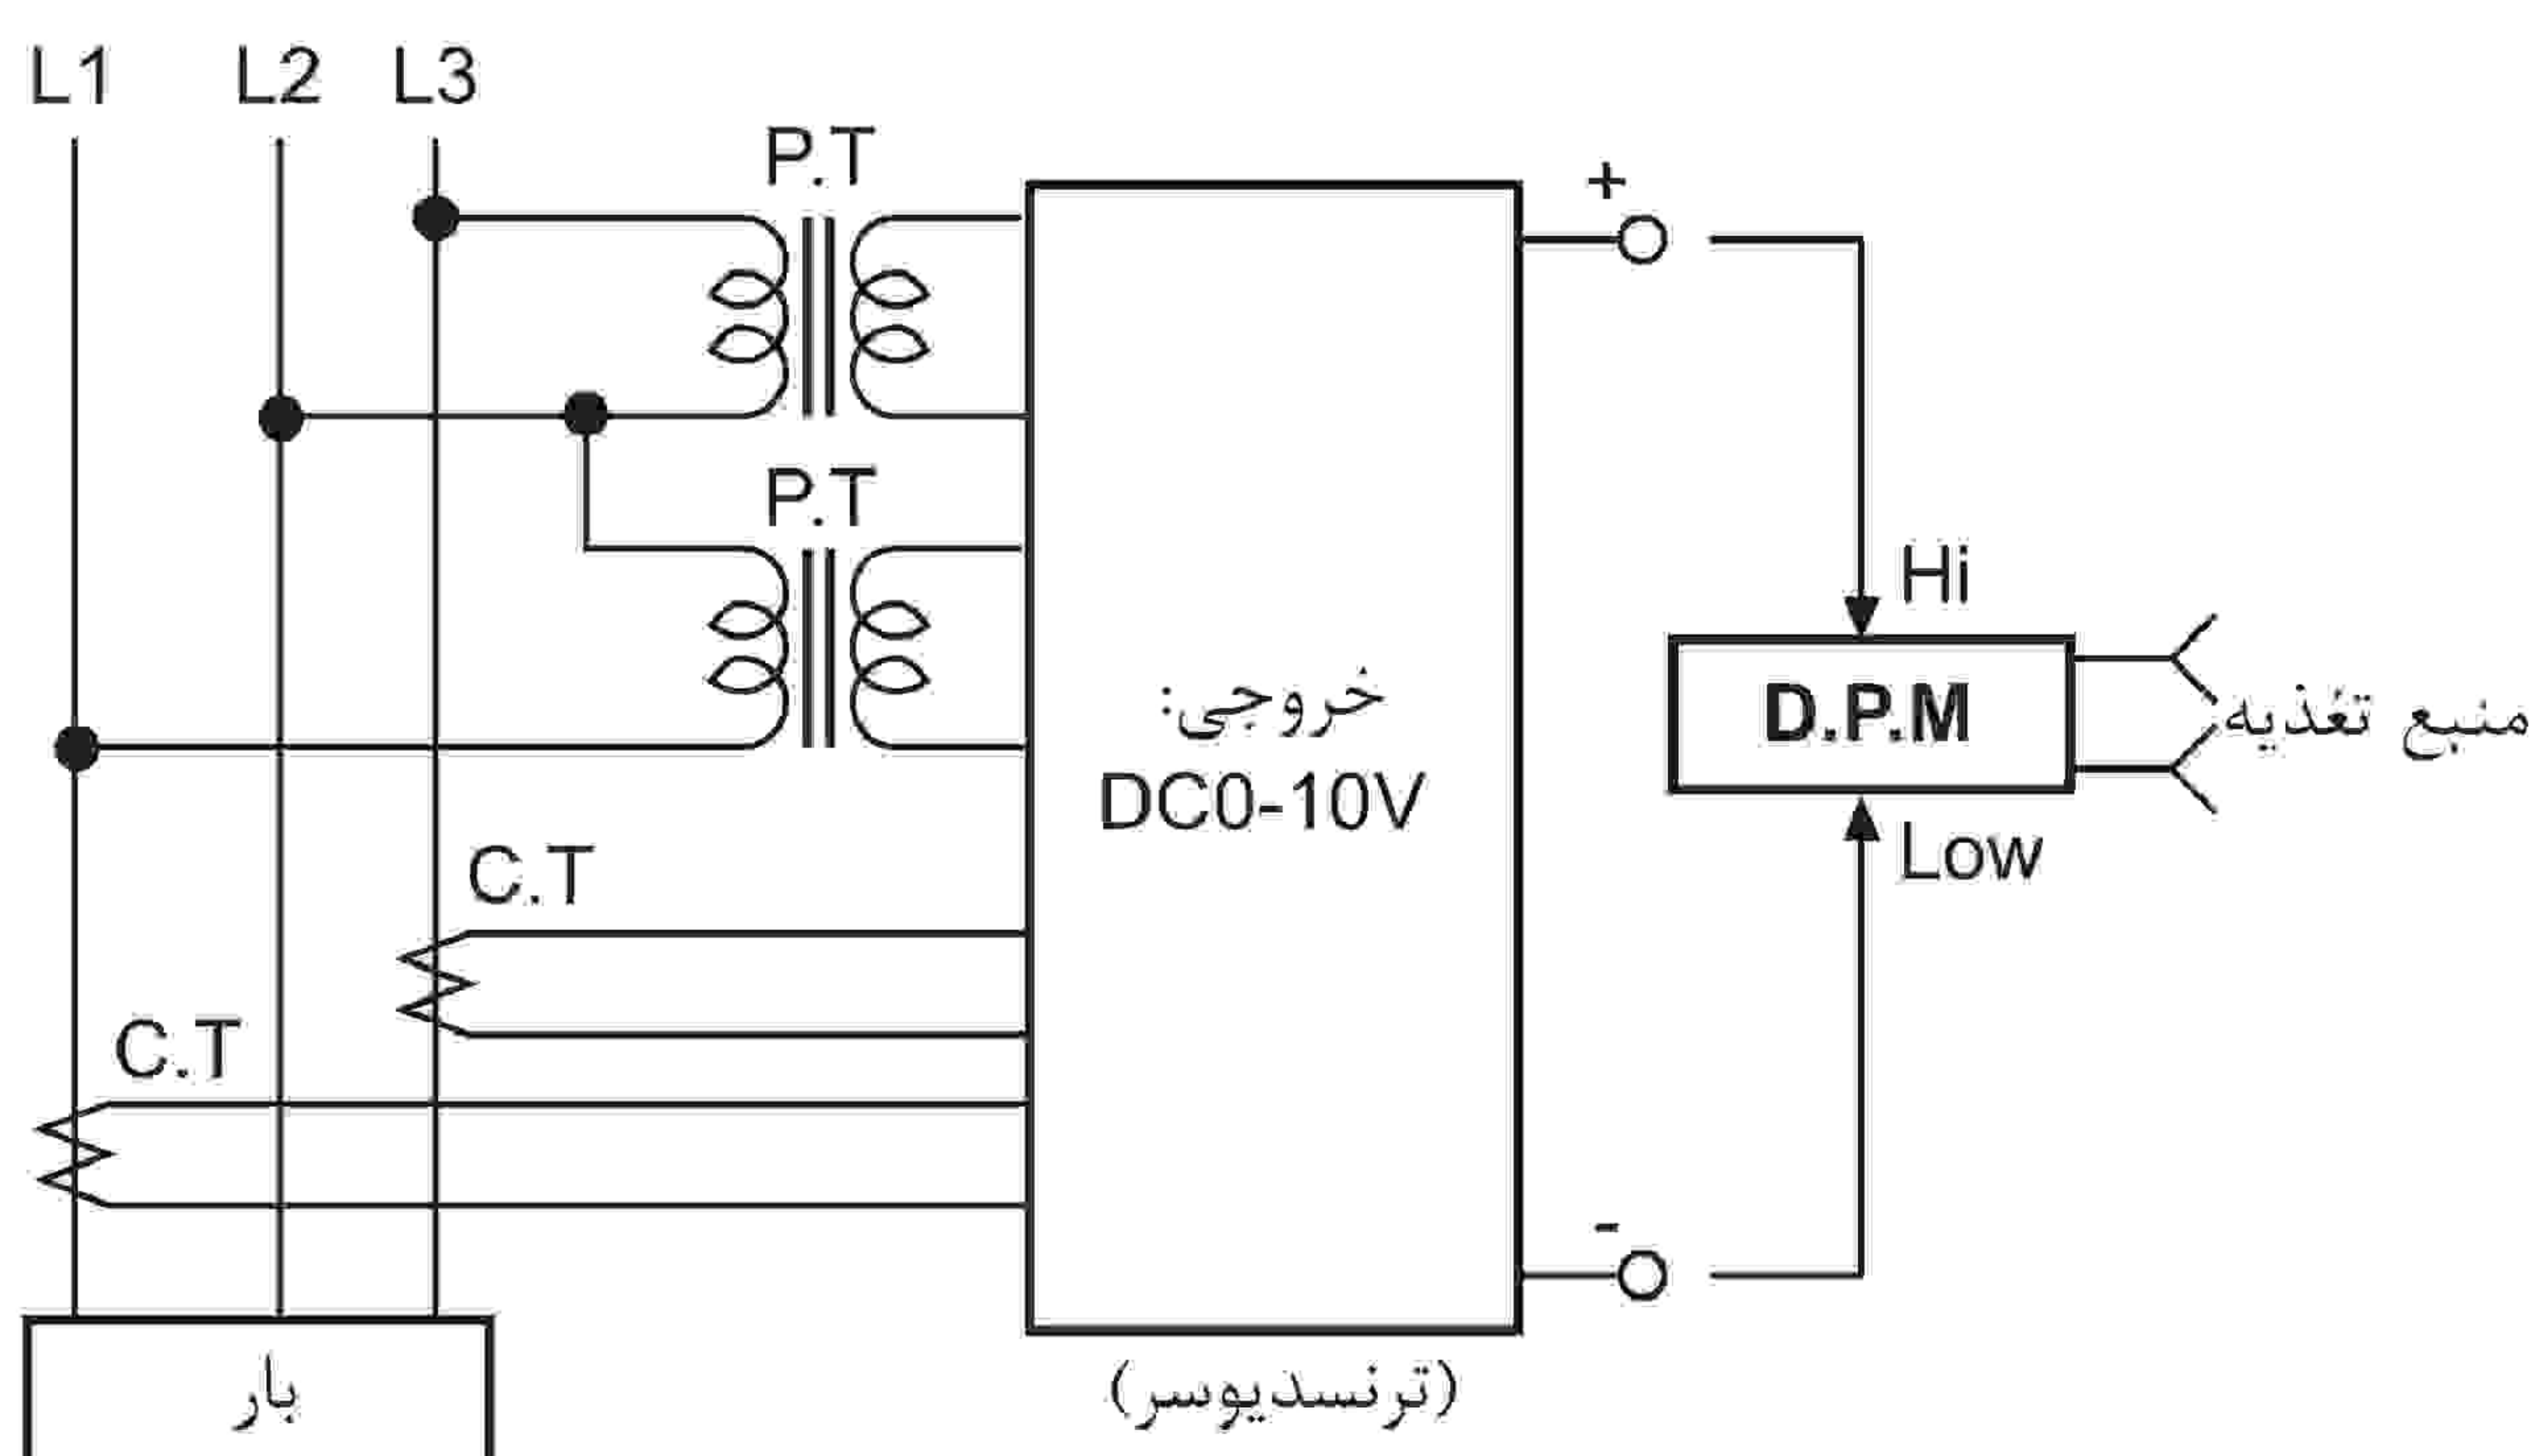 L1 L2 L3
P.T
+
P.T
Hi
خروجی:
DC0-10V
D.P.M
منبع تغذیه
Low
C.T
C.T
-
بار
(ترنسدیوسر)